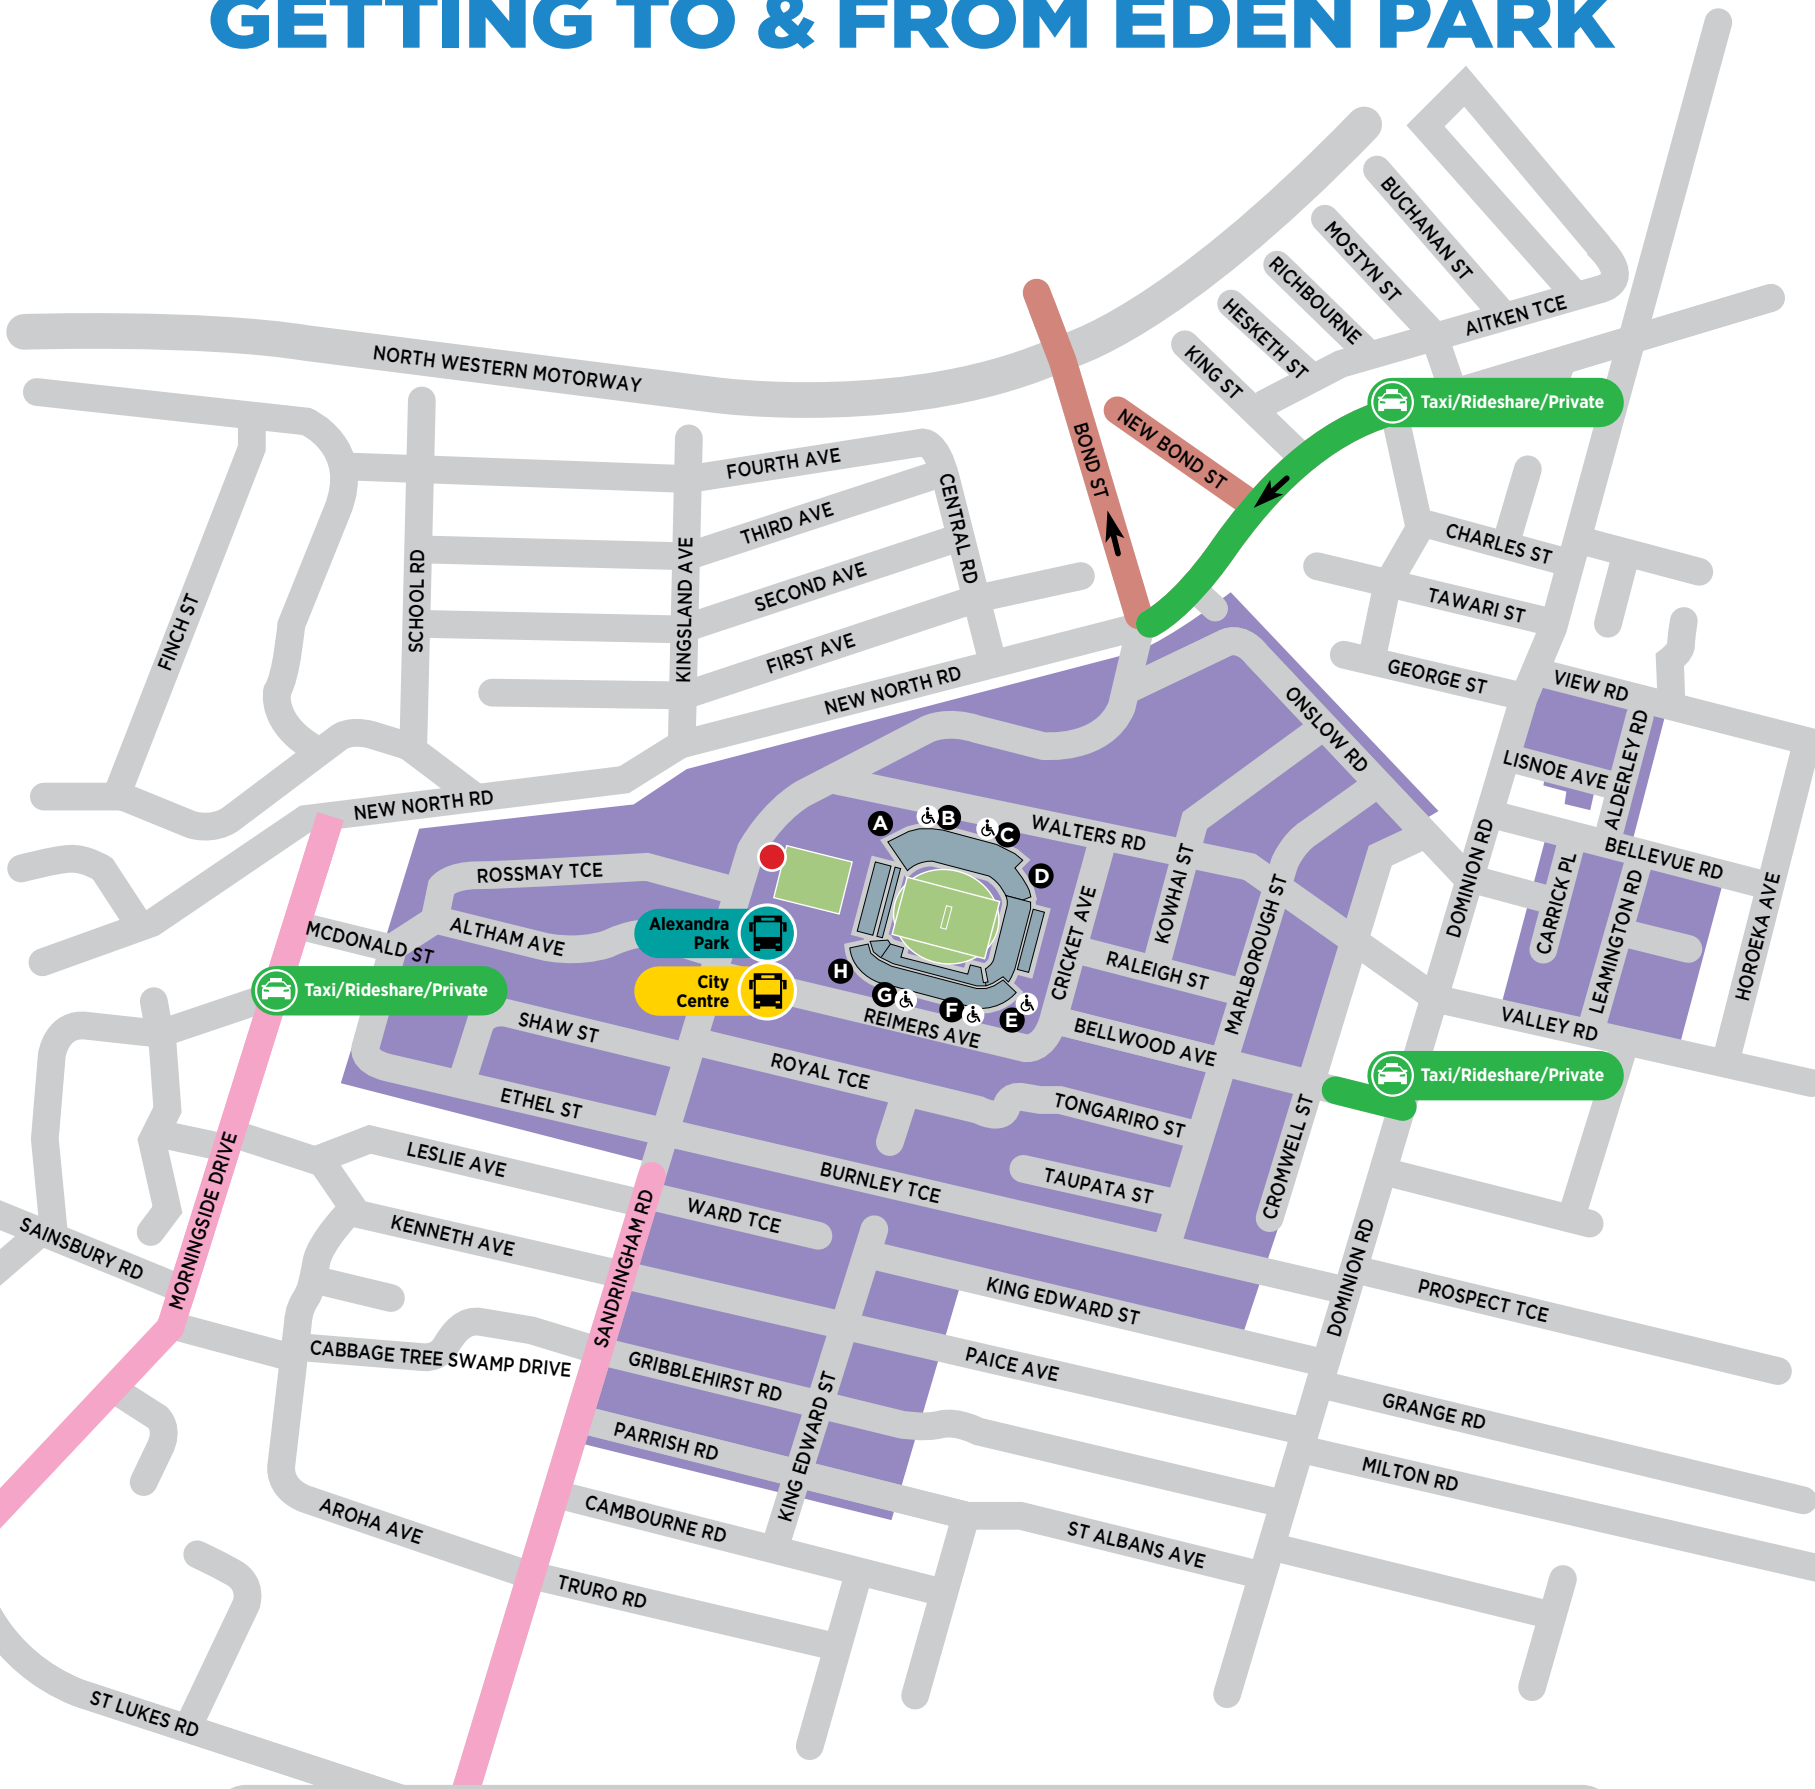 GETTING TO & FROM EDEN PARK
NORTH WESTERN MOTORWAY
BUCHANAN ST
MOSTYN ST
RICHBOURNE
HESKETH ST
KING ST
AITKEN TCE
Taxi/Rideshare/Private
BOND ST
NEW BOND ST
FOURTH AVE
THIRD AVE
SECOND AVE
FIRST AVE
CENTRAL RD
KINGSLAND AVE
SCHOOL RD
FINCH ST
NEW NORTH RD
NEW NORTH RD
CHARLES ST
TAWARI ST
GEORGE ST
VIEW RD
ONSLOW RD
LISNOE AVE
ALDERLEY RD
DOMINION RD
BELLEVUE RD
CARRICK PL
LEAMINGTON RD
HOROEKA AVE
VALLEY RD
WALTERS RD
A
B
C
D
E
F
G
H
KOWHAI ST
CRICKET AVE
MARLBOROUGH ST
RALEIGH ST
BELLWOOD AVE
REIMERS AVE
ROSSMAY TCE
ALTHAM AVE
MCDONALD ST
Alexandra
Park
City
Centre
Taxi/Rideshare/Private
Taxi/Rideshare/Private
SHAW ST
ROYAL TCE
ETHEL ST
TONGARIRO ST
TAUPATA ST
CROMWELL ST
BURNLEY TCE
LESLIE AVE
WARD TCE
KENNETH AVE
SANDRINGHAM RD
MORNINGSIDE DRIVE
SAINSBURY RD
KING EDWARD ST
DOMINION RD
PROSPECT TCE
CABBAGE TREE SWAMP DRIVE
GRIBBLEHIRST RD
PAICE AVE
GRANGE RD
PARRISH RD
KING EDWARD ST
MILTON RD
AROHA AVE
CAMBOURNE RD
ST ALBANS AVE
TRURO RD
ST LUKES RD